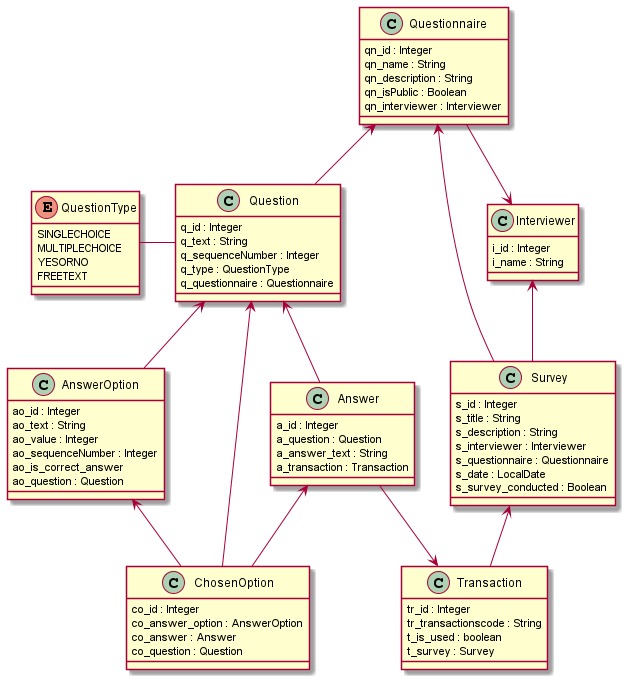 C Questionnaire
qn_id : Integer
qn_name : String
qn_description : String
qn_isPublic : Boolean
qn_interviewer : Interviewer
E QuestionType
SINGLECHOICE
MULTIPLECHOICE
YESORNO
FREETEXT
C Question
q_id : Integer
q_text : String
q_sequenceNumber : Integer
q_type : QuestionType
q_questionnaire : Questionnaire
C Interviewer
i_id : Integer
i_name : String
C AnswerOption
ao_id : Integer
ao_text : String
ao_value : Integer
ao_sequenceNumber : Integer
ao_is_correct_answer
ao_question : Question
C Answer
a_id : Integer
a_question : Question
a_answer_text : String
a_transaction : Transaction
C Survey
s_id : Integer
s_title : String
s_description : String
s_interviewer : Interviewer
s_questionnaire : Questionnaire
s_date : LocalDate
s_survey_conducted : Boolean
C ChosenOption
co_id : Integer
co_answer_option : AnswerOption
co_answer : Answer
co_question : Question
C Transaction
tr_id : Integer
tr_transactionscode : String
t_is_used : boolean
t_survey : Survey